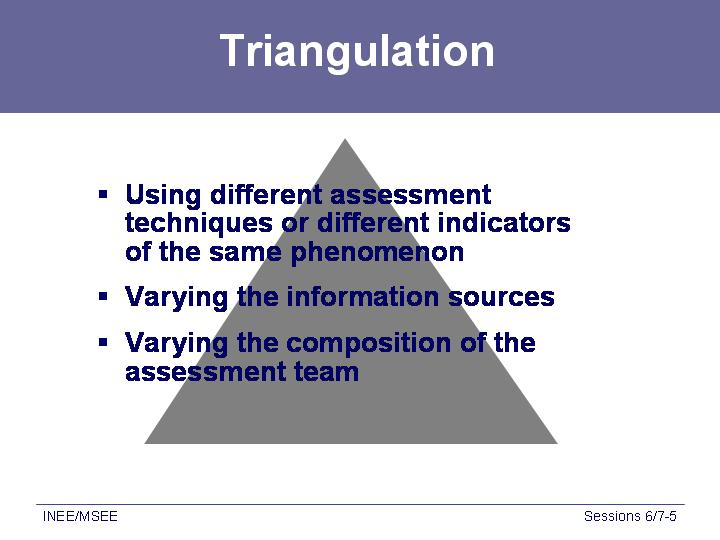 Triangulation
▪ Using different assessment
techniques or different indicators
of the same phenomenon
▪ Varying the information sources
▪ Varying the composition of the
assessment team
INEE/MSEE
Sessions 6/7-5